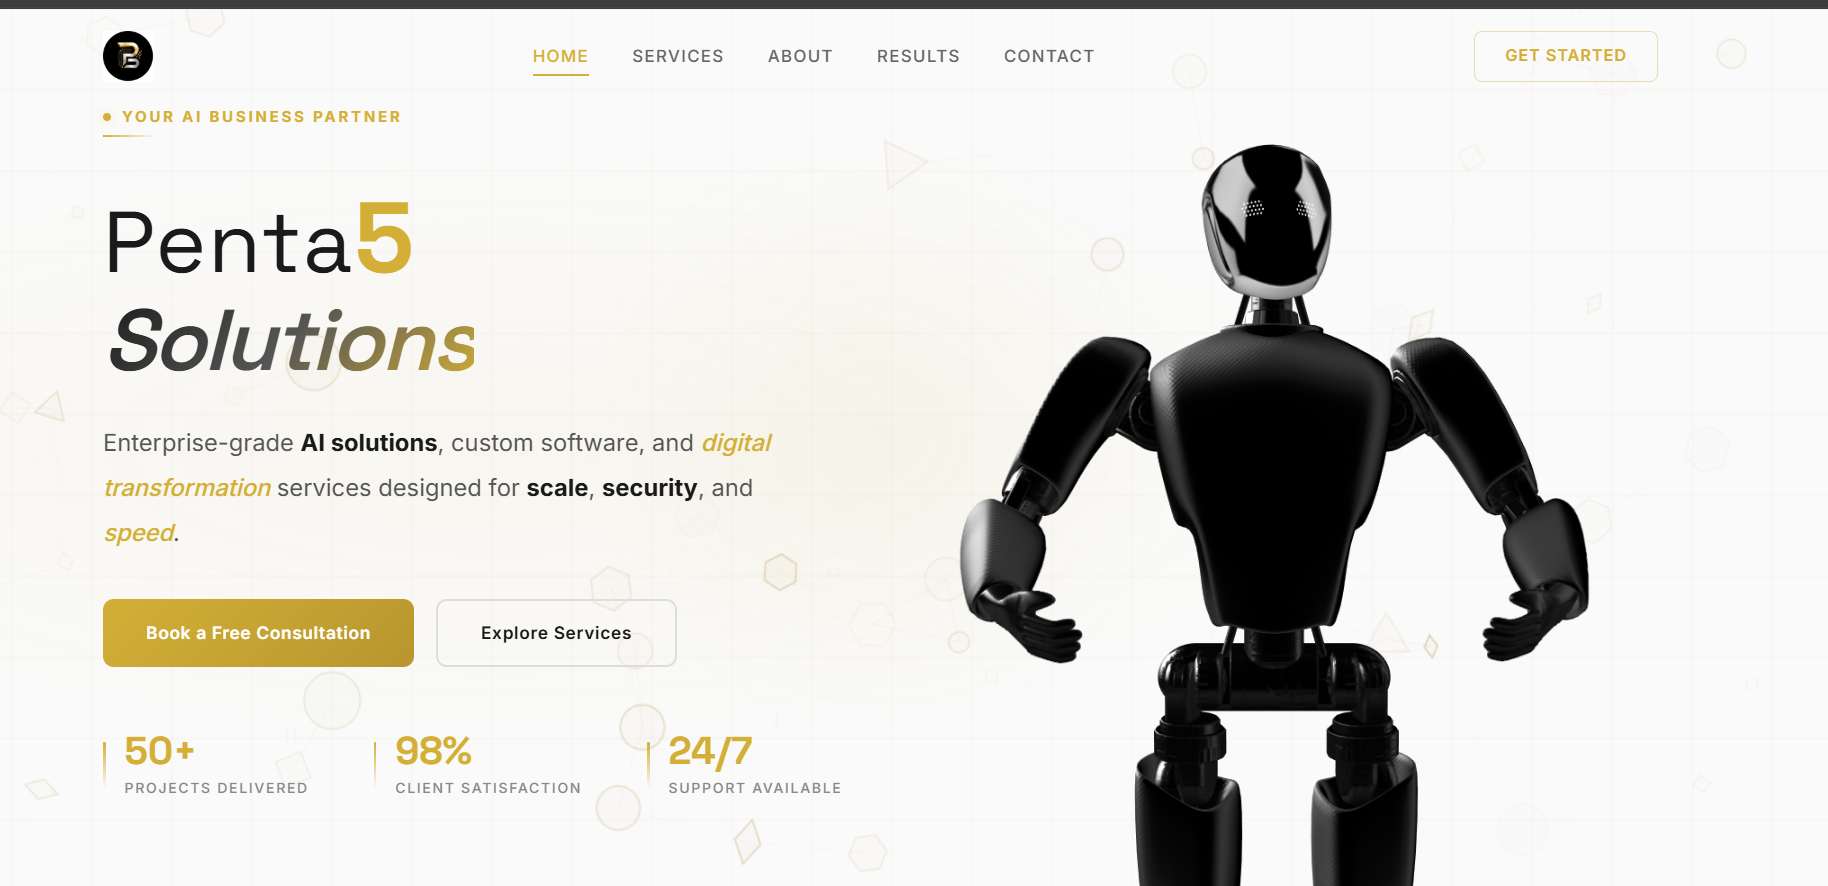 HOME SERVICES ABOUT RESULTS CONTACT GET STARTED
YOUR AI BUSINESS PARTNER
Penta5
Solutions
Enterprise-grade AI solutions, custom software, and digital
transformation services designed for scale, security, and
speed.
Book a Free Consultation Explore Services
50+ 98% 24/7
PROJECTS DELIVERED CLIENT SATISFACTION SUPPORT AVAILABLE